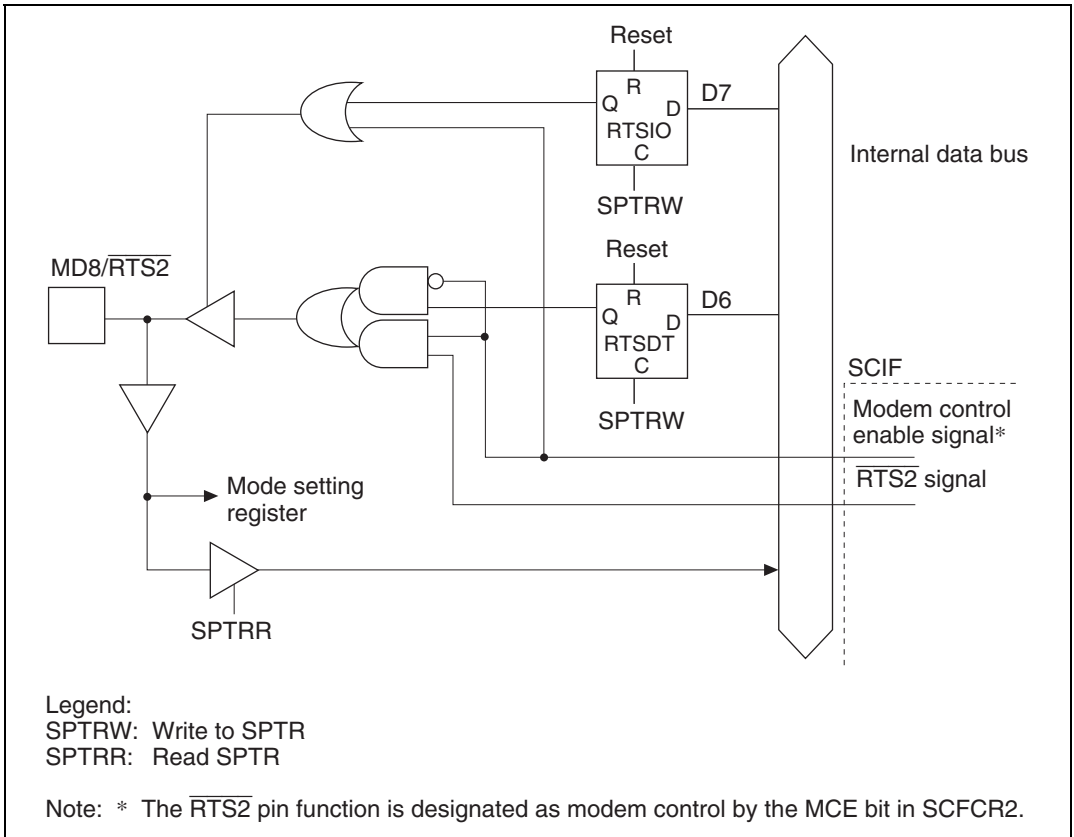 Reset
R
Q
D
D7
RTSIO
C
SPTRW
Internal data bus
Reset
MD8/RTS2
R
Q
D
D6
RTSDT
C
SPTRW
SCIF
Modem control
enable signal*
RTS2 signal
Mode setting
register
SPTRR
Legend:
SPTRW: Write to SPTR
SPTRR: Read SPTR
Note: * The RTS2 pin function is designated as modem control by the MCE bit in SCFCR2.